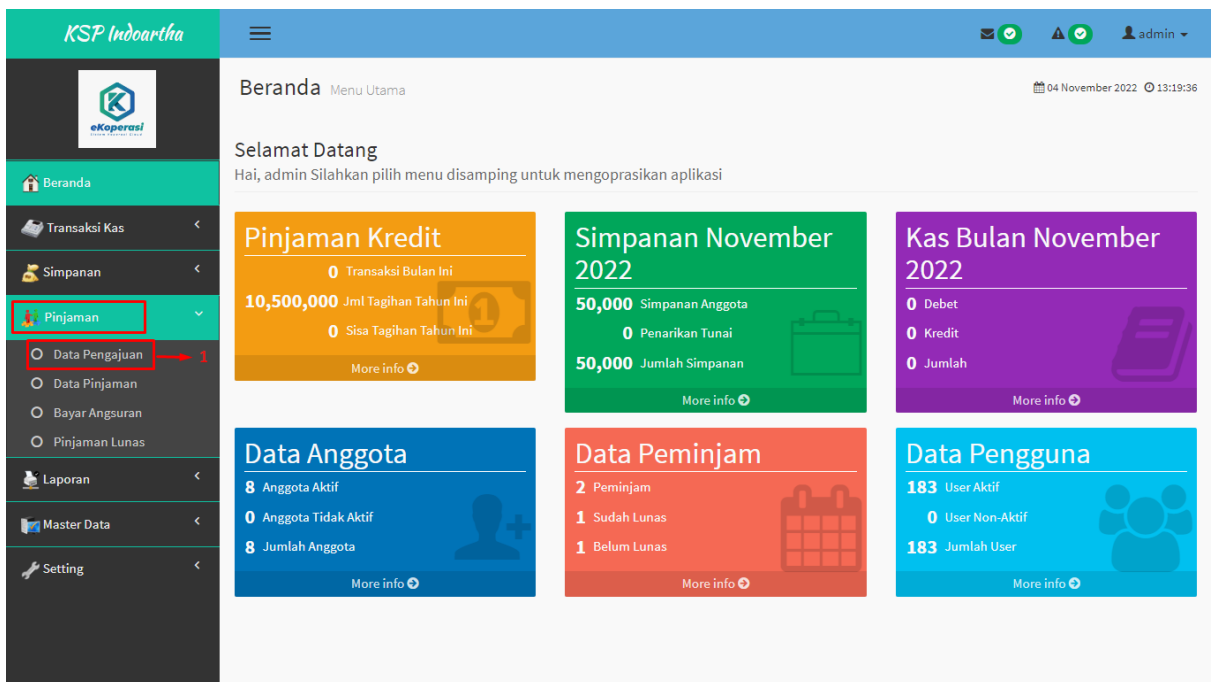 KSP Indoartha
admin
eKoperasi
Beranda Menu Utama
04 November 2022 13:19:36
Selamat Datang
Hai, admin Silahkan pilih menu disamping untuk mengoprasikan aplikasi
Beranda
Transaksi Kas
Simpanan
Pinjaman
Data Pengajuan 1
Data Pinjaman
Bayar Angsuran
Pinjaman Lunas
Laporan
Master Data
Setting
Pinjaman Kredit
0 Transaksi Bulan Ini
10,500,000 Jml Tagihan Tahun Ini
0 Sisa Tagihan Tahun Ini
More info
Simpanan November
2022
50,000 Simpanan Anggota
0 Penarikan Tunai
50,000 Jumlah Simpanan
More info
Kas Bulan November
2022
0 Debet
0 Kredit
0 Jumlah
More info
Data Anggota
8 Anggota Aktif
0 Anggota Tidak Aktif
8 Jumlah Anggota
More info
Data Peminjam
2 Peminjam
1 Sudah Lunas
1 Belum Lunas
More info
Data Pengguna
183 User Aktif
0 User Non-Aktif
183 Jumlah User
More info